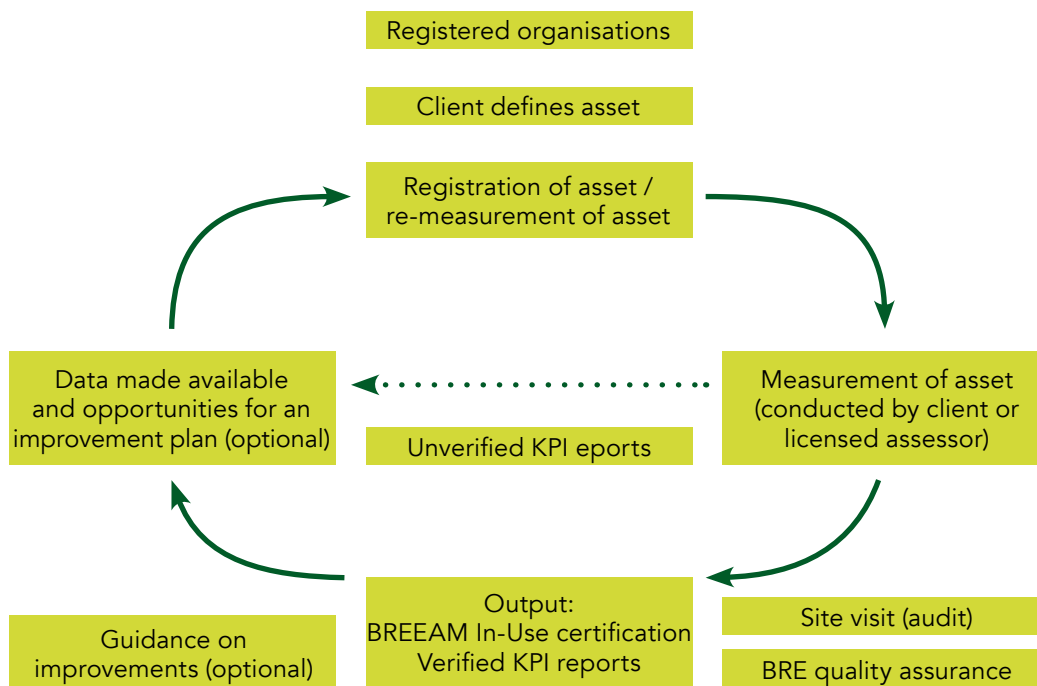 Registered organisations
Client defines asset
Registration of asset /
re-measurement of asset
Data made available
and opportunities for an
improvement plan (optional)
Measurement of asset
(conducted by client or
licensed assessor)
Unverified KPI eports
Output:
BREEAM In-Use certification
Verified KPI reports
Guidance on
improvements (optional)
Site visit (audit)
BRE quality assurance